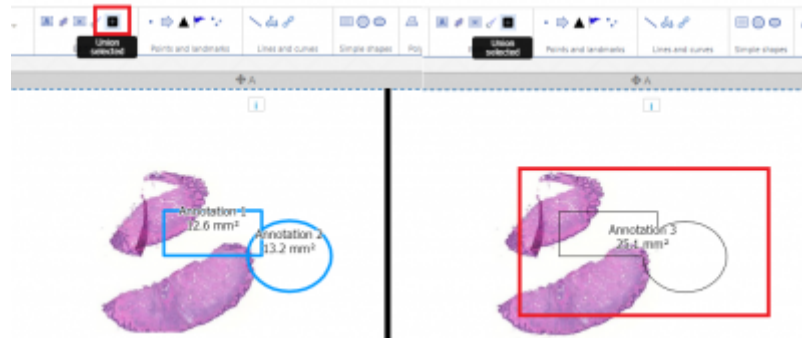 Union
selected
Points and landmarks
Lines and curves
Simple shapes
A
i
Annotation 1
12.6 mm²
Annotation 2
13.2 mm²
Union
selected
Points and landmarks
Lines and curves
Simple shapes
A
i
Annotation 3
25.1 mm²